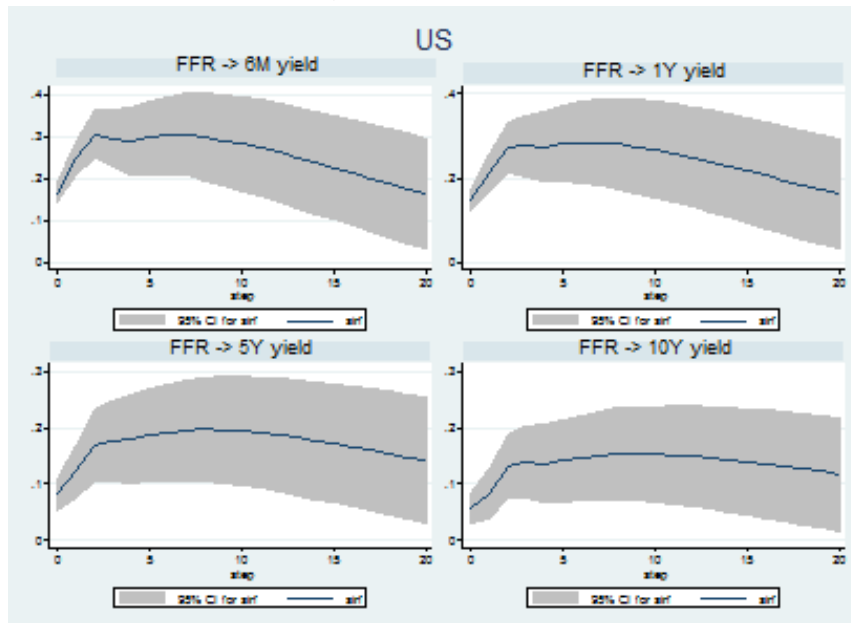 US
FFR -> 6M yield
FFR -> 1Y yield
.4
.3
.2
.1
0
0 5 10 15 20
step
95% CI for sirf sirf
.4
.3
.2
.1
0
0 5 10 15 20
step
95% CI for sirf sirf
FFR -> 5Y yield
FFR -> 10Y yield
.3
.2
.1
0
0 5 10 15 20
step
95% CI for sirf sirf
.3
.2
.1
0
0 5 10 15 20
step
95% CI for sirf sirf